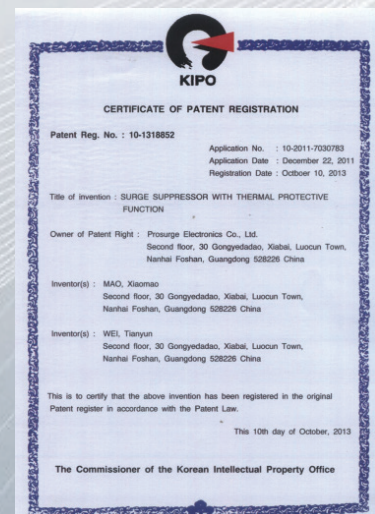 KIPO
CERTIFICATE OF PATENT REGISTRATION
Patent Reg. No. : 10-1318852
Application No. : 10-2011-7030783
Application Date : December 22, 2011
Registration Date : Octboer 10, 2013
Title of invention : SURGE SUPPRESSOR WITH THERMAL PROTECTIVE
FUNCTION
Owner of Patent Right : Prosurge Electronics Co., Ltd.
Second floor, 30 Gongyedadao, Xiabai, Luocun Town,
Nanhai Foshan, Guangdong 528226 China
Inventor(s) : MAO, Xiaomao
Second floor, 30 Gongyedadao, Xiabai, Luocun Town,
Nanhai Foshan, Guangdong 528226 China
Inventor(s) : WEI, Tianyun
Second floor, 30 Gongyedadao, Xiabai, Luocun Town,
Nanhai Foshan, Guangdong 528226 China
This is to certify that the above invention has been registered in the original
Patent register in accordance with the Patent Law.
This 10th day of October, 2013
The Commissioner of the Korean Intellectual Property Office